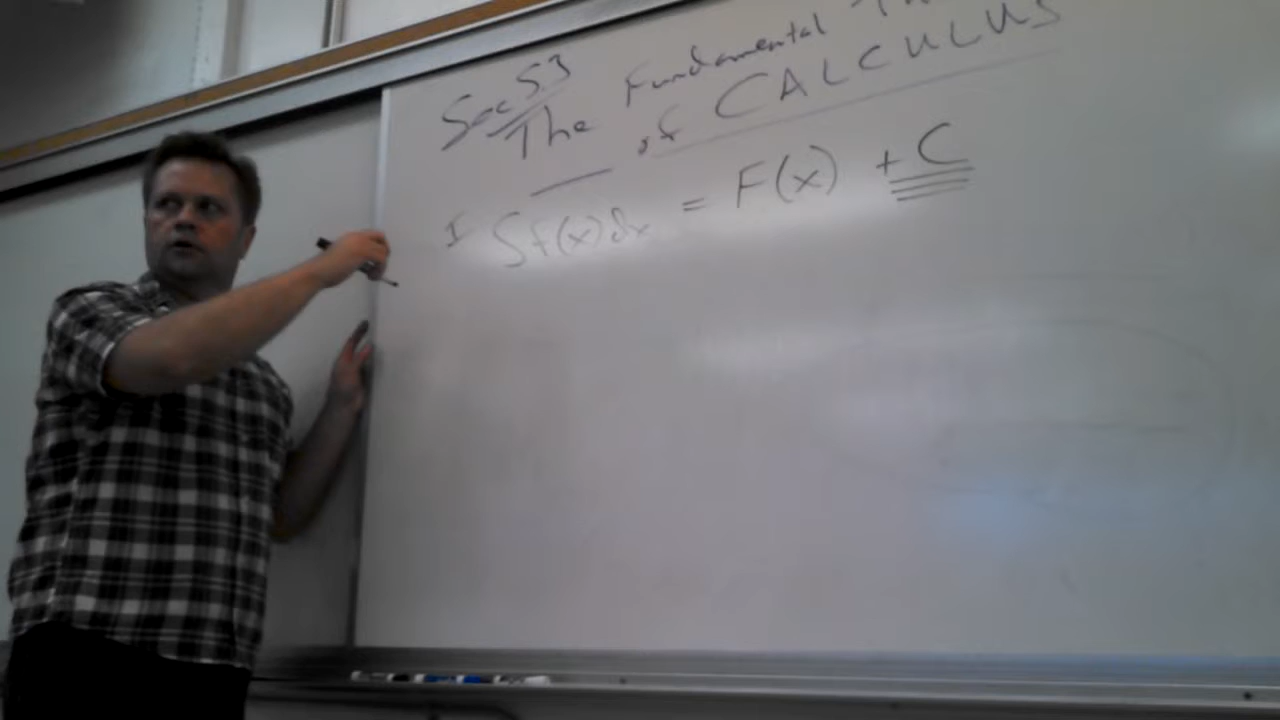 Sec 5.3
The Fundamental
of CALCULUS
I ∫f(x)dx = F(x) + C